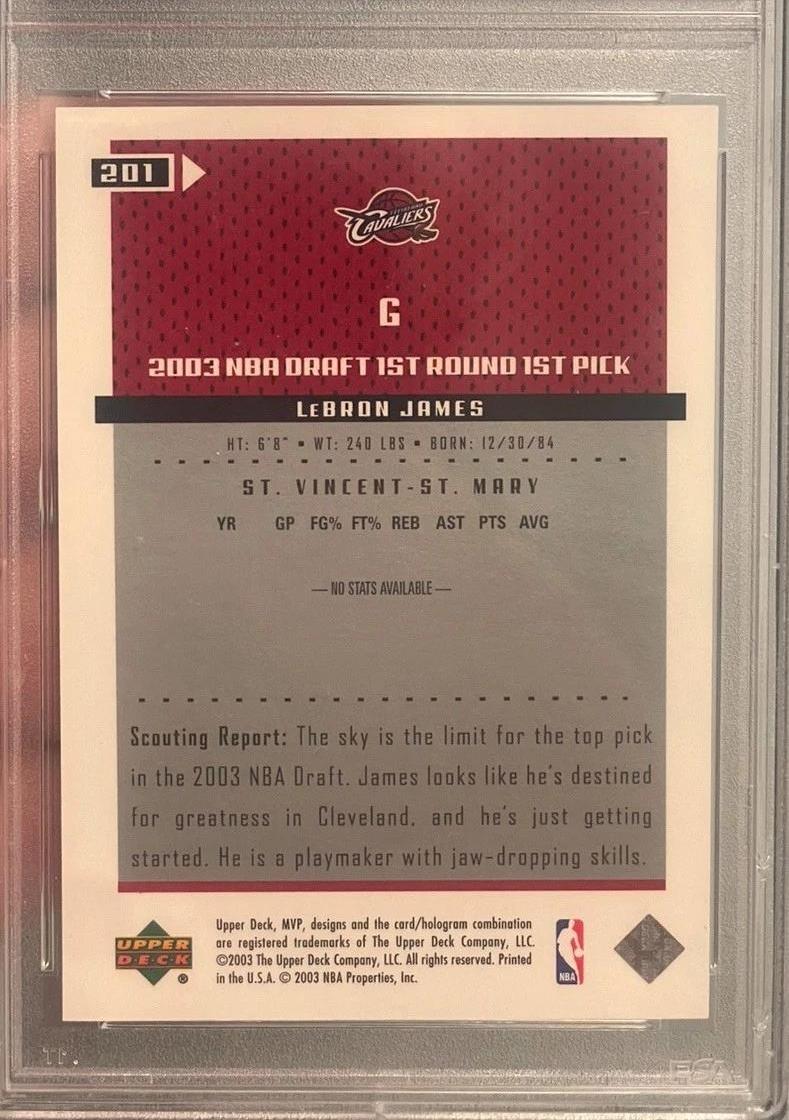 201
CAVALIERS
G
2003 NBA DRAFT 1ST ROUND 1ST PICK
LeBRON JAMES
HT: 6'8" ▪ WT: 240 LBS ▪ BORN: 12/30/84
ST. VINCENT-ST. MARY
YR GP FG% FT% REB AST PTS AVG
— NO STATS AVAILABLE —
Scouting Report: The sky is the limit for the top pick
in the 2003 NBA Draft. James looks like he's destined
for greatness in Cleveland, and he's just getting
started. He is a playmaker with jaw-dropping skills.
UPPER
D·E·C·K
®
Upper Deck, MVP, designs and the card/hologram combination
are registered trademarks of The Upper Deck Company, LLC.
©2003 The Upper Deck Company, LLC. All rights reserved. Printed
in the U.S.A. © 2003 NBA Properties, Inc.
NBA
PSA